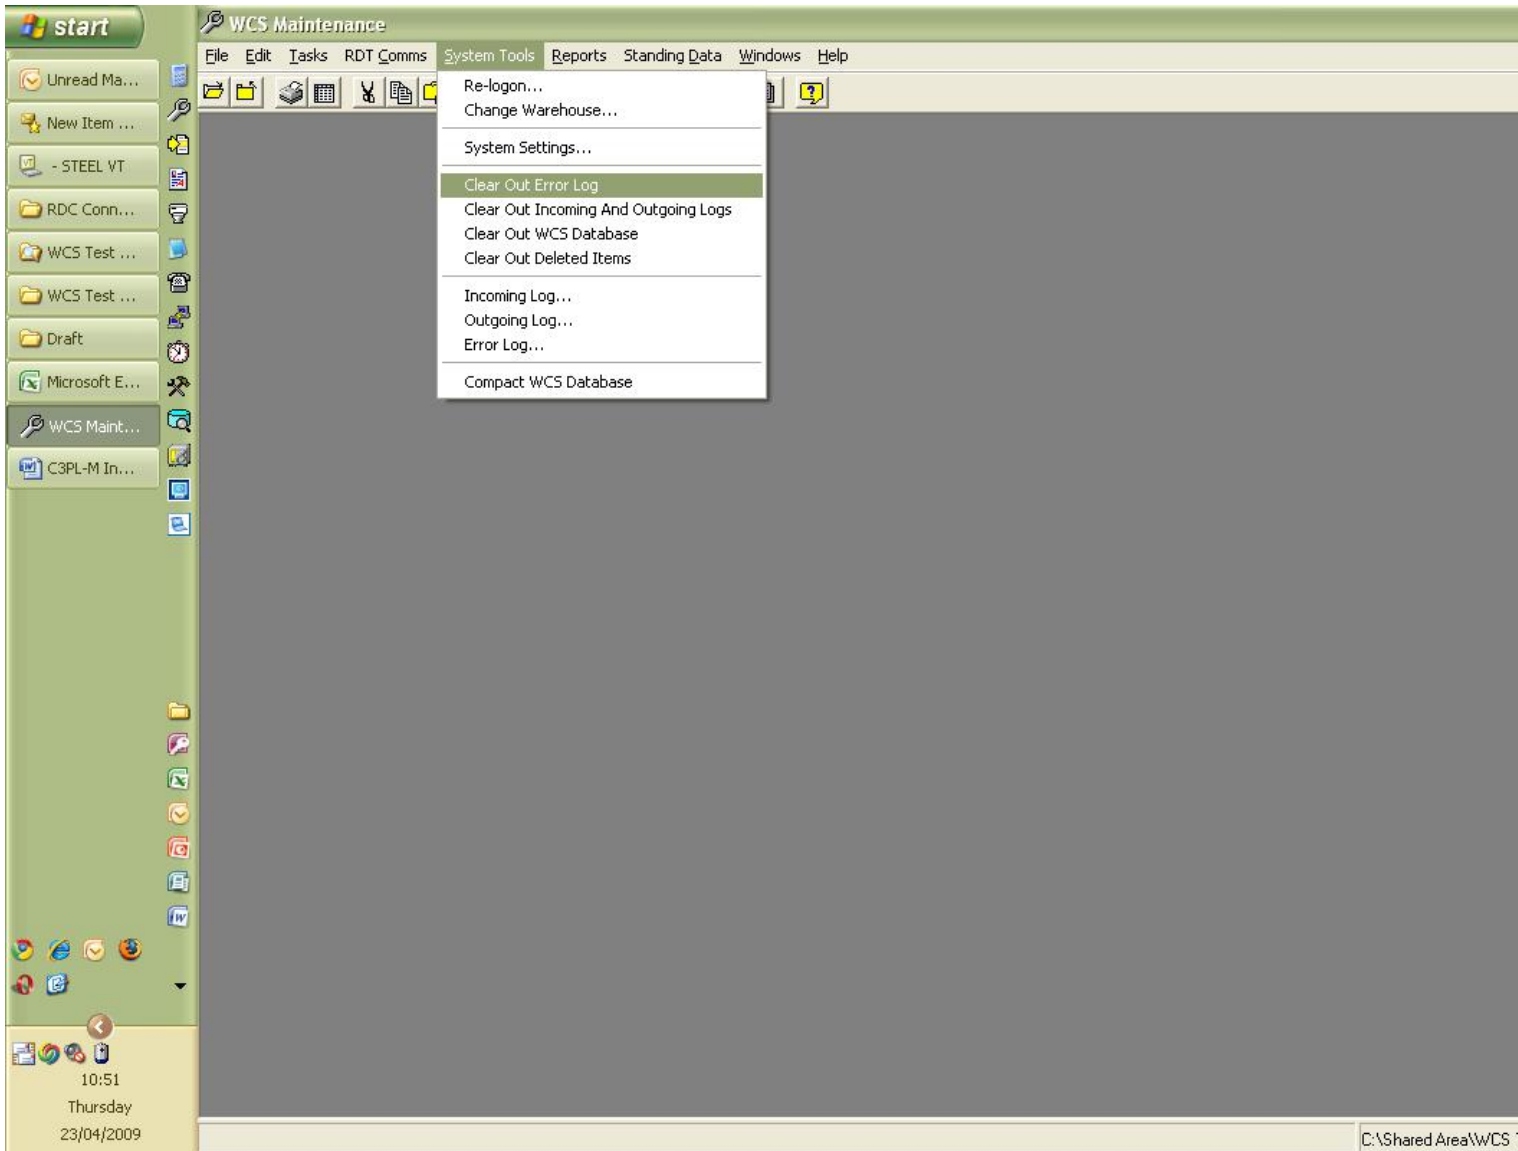 start
WCS Maintenance
File Edit Tasks RDT Comms System Tools Reports Standing Data Windows Help
Unread Ma...
New Item ...
- STEEL VT
RDC Conn...
WCS Test ...
WCS Test ...
Draft
Microsoft E...
WCS Maint...
C3PL-M In...
Re-logon...
Change Warehouse...
System Settings...
Clear Out Error Log
Clear Out Incoming And Outgoing Logs
Clear Out WCS Database
Clear Out Deleted Items
Incoming Log...
Outgoing Log...
Error Log...
Compact WCS Database
10:51
Thursday
23/04/2009
C:\Shared Area\WCS